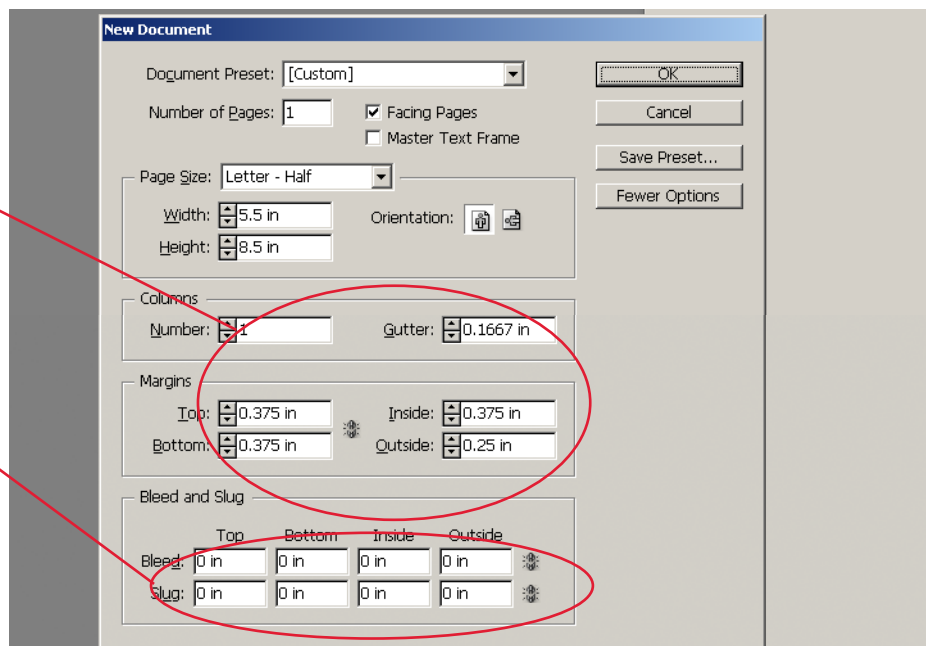 New Document
Document Preset: [Custom] OK
Number of Pages: 1 Facing Pages Cancel
Master Text Frame
Save Preset...
Page Size: Letter - Half
Fewer Options
Width: 5.5 in Orientation:
Height: 8.5 in
Columns
Number: 1 Gutter: 0.1667 in
Margins
Top: 0.375 in Inside: 0.375 in
Bottom: 0.375 in Outside: 0.25 in
Bleed and Slug
Top Bottom Inside Outside
Bleed: 0 in 0 in 0 in 0 in
Slug: 0 in 0 in 0 in 0 in